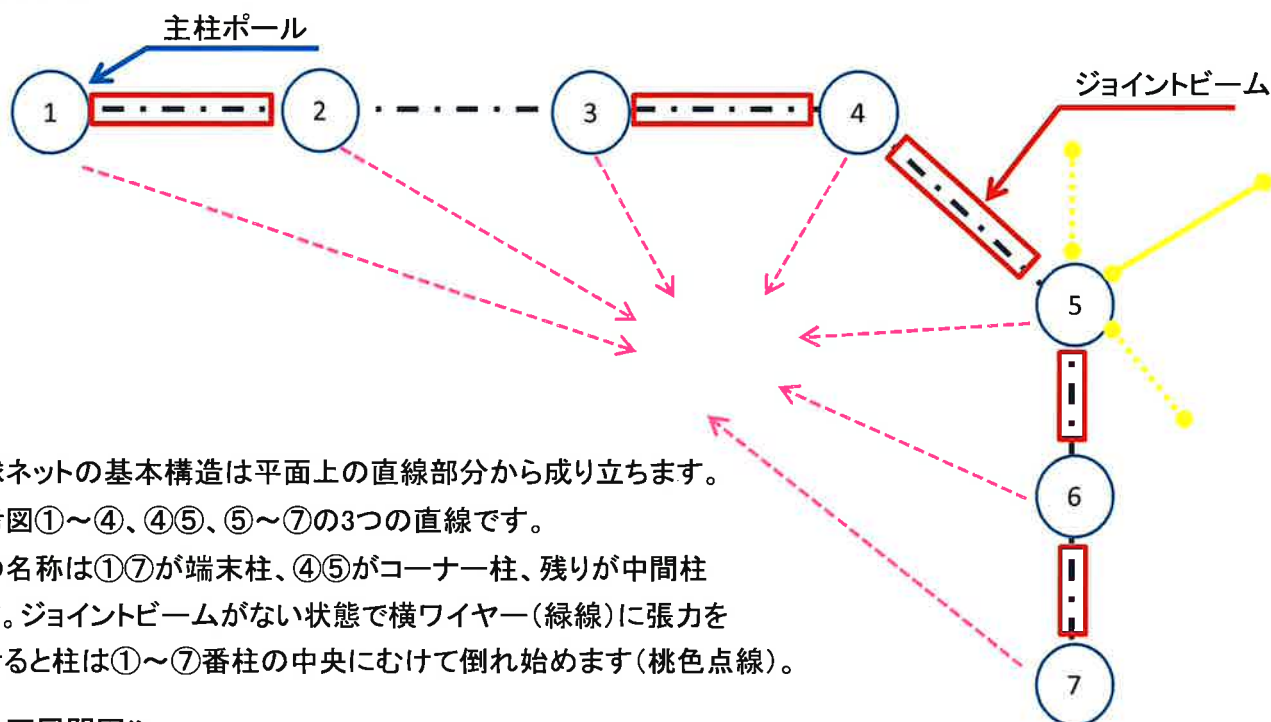 主柱ポール
ジョイントビーム
1
2
3
4
5
6
7
ネットの基本構造は平面上の直線部分から成り立ちます。
図①～④、④⑤、⑤～⑦の3つの直線です。
名称は①⑦が端末柱、④⑤がコーナー柱、残りが中間柱
。ジョイントビームがない状態で横ワイヤー(緑線)に張力を
ると柱は①～⑦番柱の中央にむけて倒れ始めます(桃色点線)。